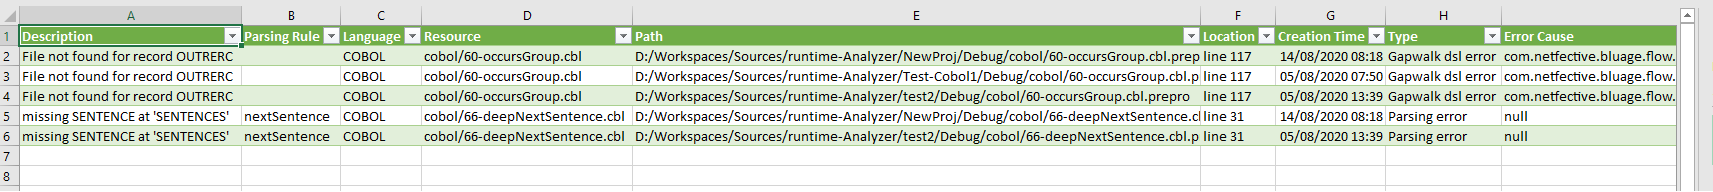 A B C D E F G H I
1 Description Parsing Rule Language Resource Path Location Creation Time Type Error Cause
2 File not found for record OUTRERC COBOL cobol/60-occursGroup.cbl D:/Workspaces/Sources/runtime-Analyzer/NewProj/Debug/cobol/60-occursGroup.cbl.prep line 117 14/08/2020 08:18 Gapwalk dsl error com.netfective.bluage.flow.
3 File not found for record OUTRERC COBOL cobol/60-occursGroup.cbl D:/Workspaces/Sources/runtime-Analyzer/Test-Cobol1/Debug/cobol/60-occursGroup.cbl.p line 117 05/08/2020 07:50 Gapwalk dsl error com.netfective.bluage.flow.
4 File not found for record OUTRERC COBOL cobol/60-occursGroup.cbl D:/Workspaces/Sources/runtime-Analyzer/test2/Debug/cobol/60-occursGroup.cbl.prepro line 117 05/08/2020 13:39 Gapwalk dsl error com.netfective.bluage.flow.
5 missing SENTENCE at 'SENTENCES' nextSentence COBOL cobol/66-deepNextSentence.cbl D:/Workspaces/Sources/runtime-Analyzer/NewProj/Debug/cobol/66-deepNextSentence.cl line 31 14/08/2020 08:18 Parsing error null
6 missing SENTENCE at 'SENTENCES' nextSentence COBOL cobol/66-deepNextSentence.cbl D:/Workspaces/Sources/runtime-Analyzer/test2/Debug/cobol/66-deepNextSentence.cbl.p line 31 05/08/2020 13:39 Parsing error null
7
8